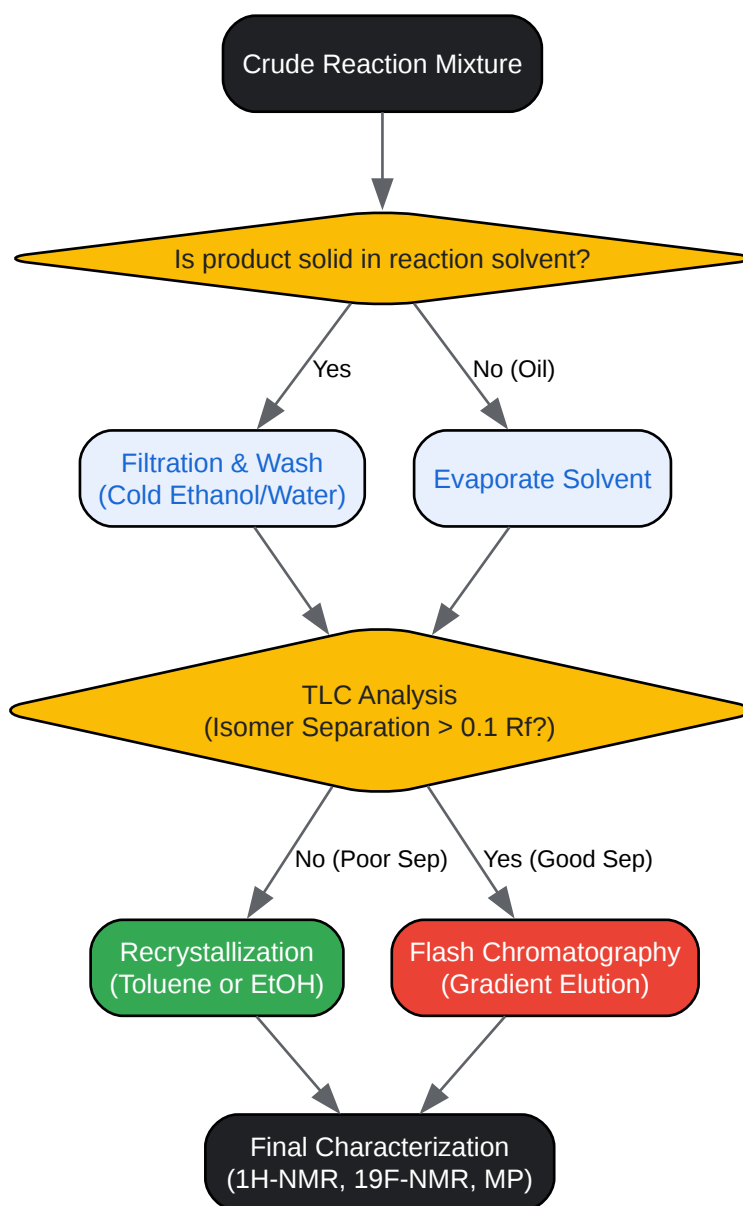 Crude Reaction Mixture
Is product solid in reaction solvent?
Yes
No (Oil)
Filtration & Wash
(Cold Ethanol/Water)
Evaporate Solvent
TLC Analysis
(Isomer Separation > 0.1 Rf?)
No (Poor Sep)
Yes (Good Sep)
Recrystallization
(Toluene or EtOH)
Flash Chromatography
(Gradient Elution)
Final Characterization
(1H-NMR, 19F-NMR, MP)